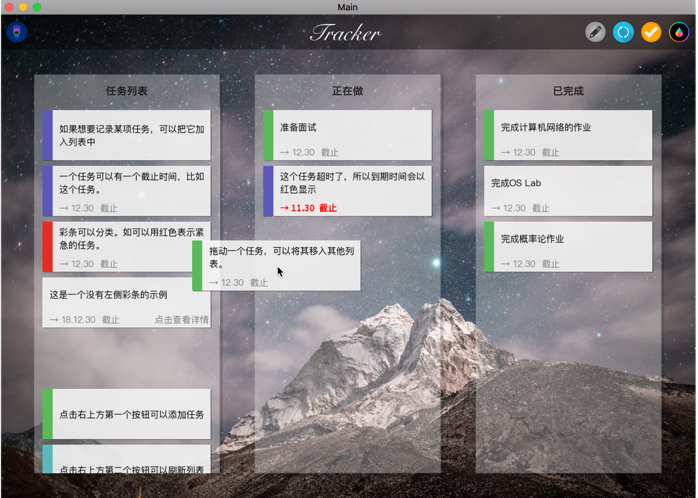 Main
Tracker
任务列表
如果想要记录某项任务，可以把它加
入列表中
一个任务可以有一个截止时间，比如
这个任务。
→ 12.30 截止
彩条可以分类。如可以用红色表示紧
急的任务。
→ 12.30 截止
这是一个没有左侧彩条的示例
→ 18.12.30 截止 点击查看详情
点击右上方第一个按钮可以添加任务
点击右上方第二个按钮可以刷新列表
拖动一个任务，可以将其移入其他列
表。
→ 12.30 截止
正在做
准备面试
→ 12.30 截止
这个任务超时了，所以到期时间会以
红色显示
→ 11.30 截止
已完成
完成计算机网络的作业
→ 12.30 截止
完成OS Lab
→ 12.30 截止
完成概率论作业
→ 12.30 截止